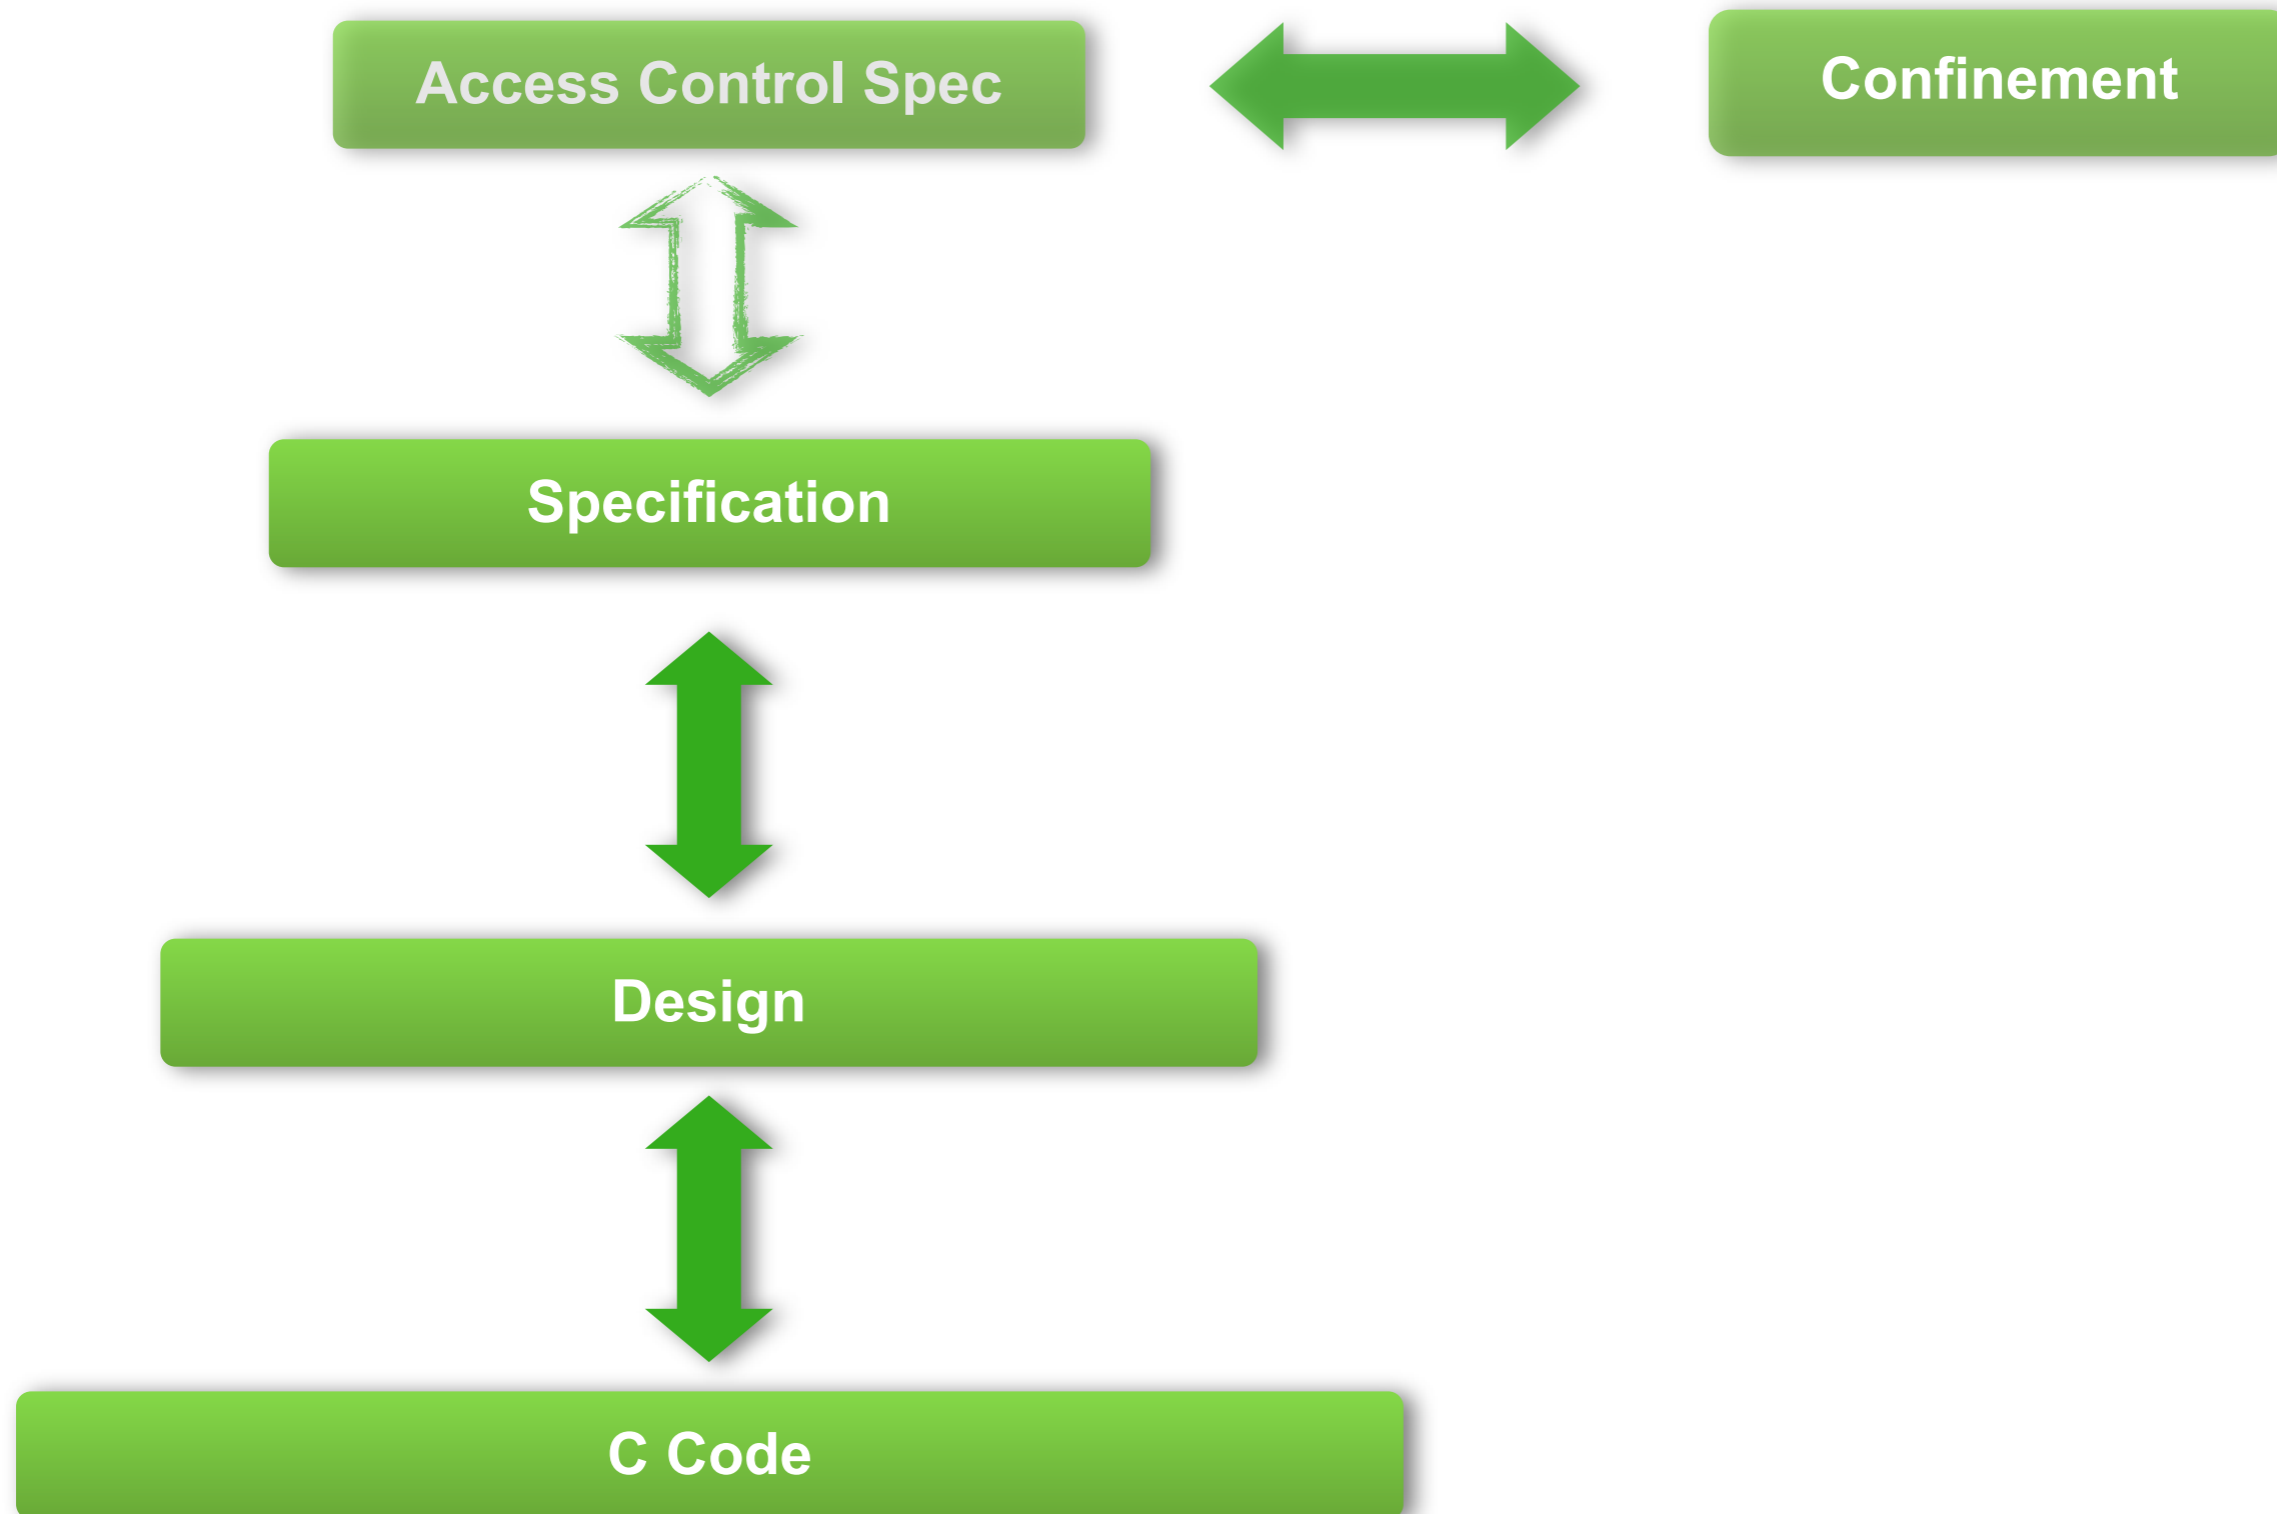 Access Control Spec
Confinement
Specification
Design
C Code